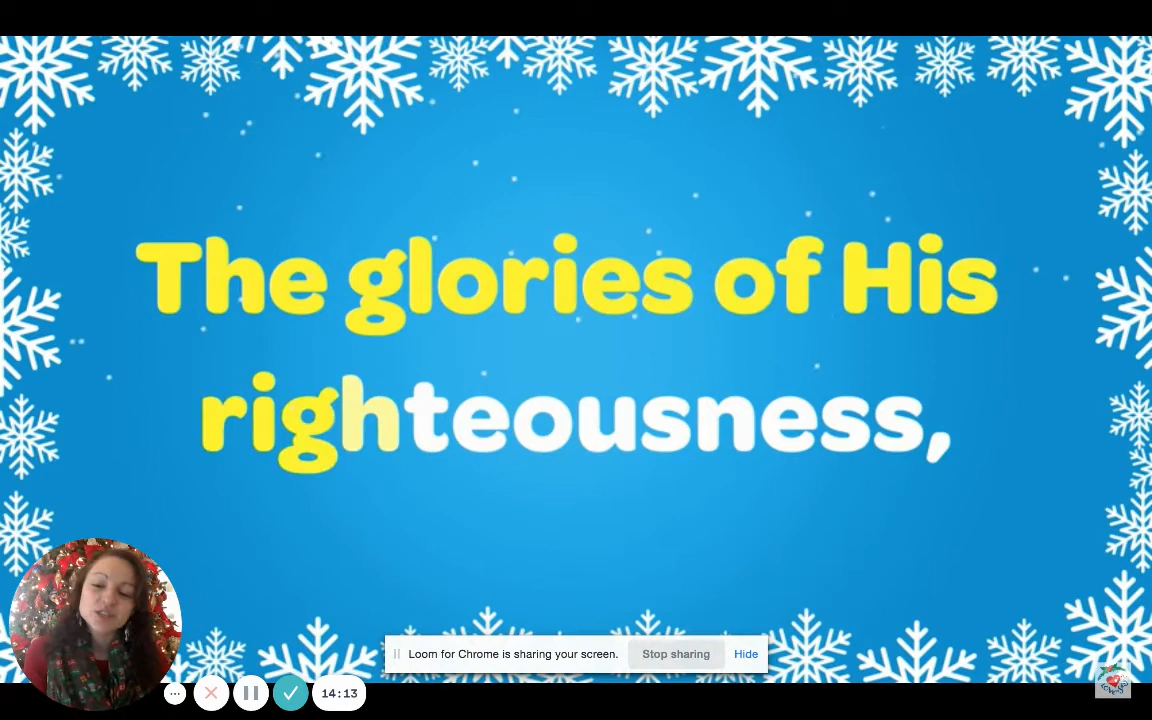 The glories of His
righteousness,
Loom for Chrome is sharing your screen.
Stop sharing
Hide
14:13